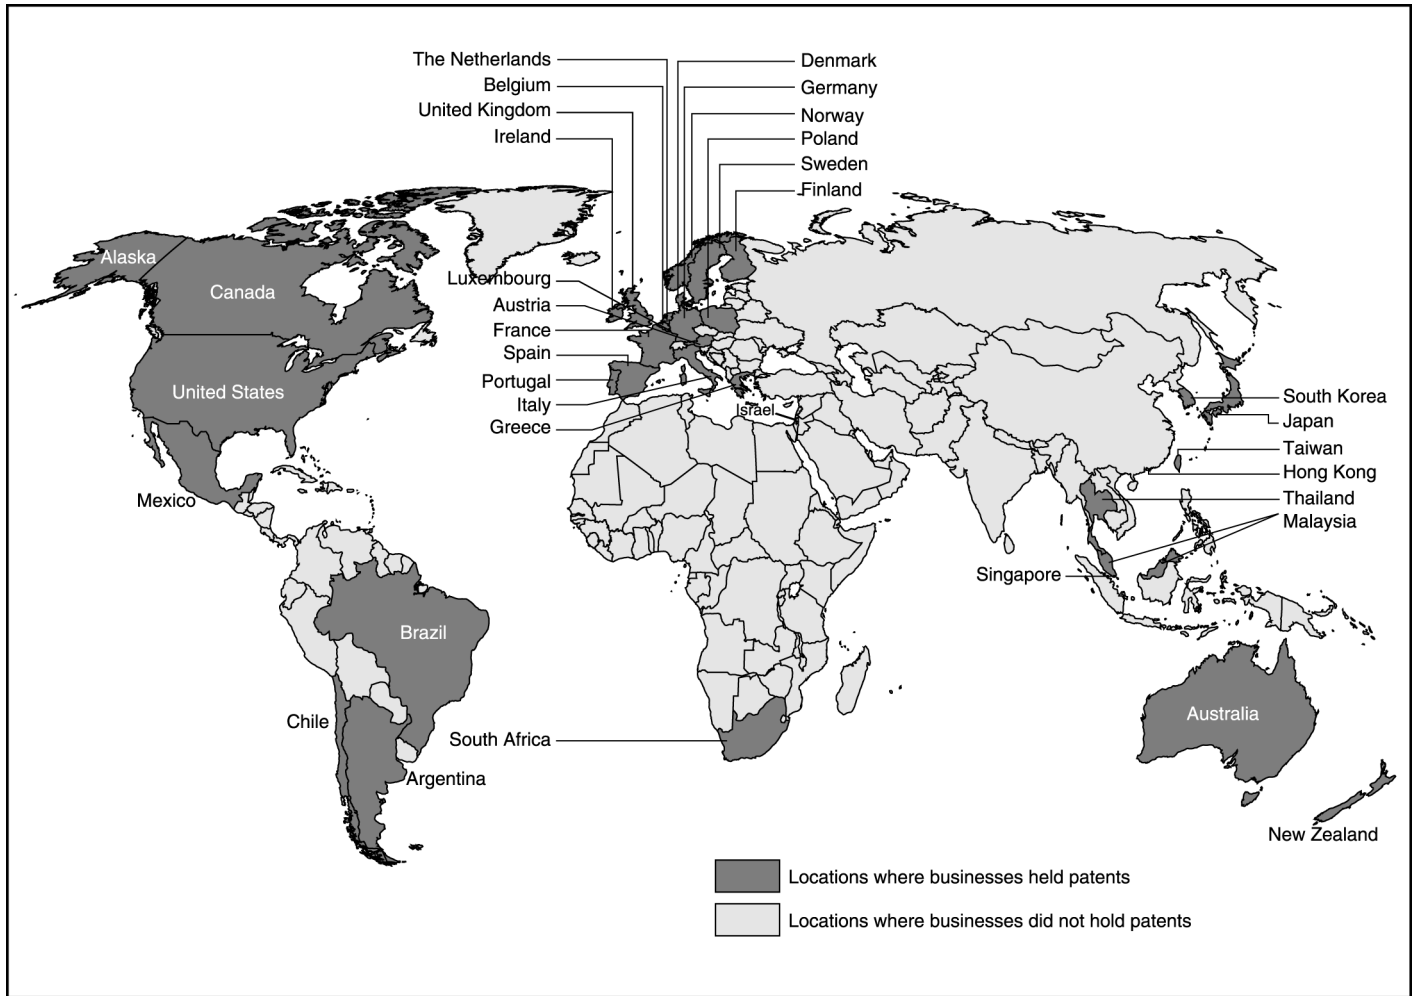 The Netherlands
Belgium
United Kingdom
Ireland
Denmark
Germany
Norway
Poland
Sweden
Finland
Alaska
Canada
United States
Mexico
Luxembourg
Austria
France
Spain
Portugal
Italy
Greece
Israel
South Korea
Japan
Taiwan
Hong Kong
Thailand
Malaysia
Singapore
Brazil
Chile
Argentina
South Africa
Australia
New Zealand
Locations where businesses held patents
Locations where businesses did not hold patents